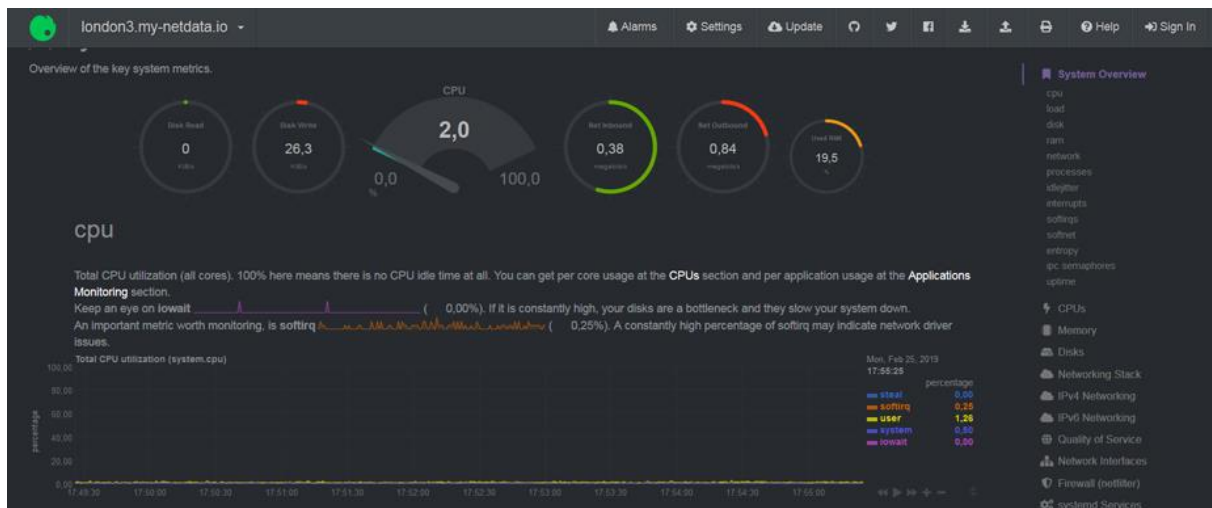 london3.my-netdata.io
Alarms
Settings
Update
Help
Sign In
Overview of the key system metrics.
Disk Read
0
Disk Write
26,3
CPU
2,0
0,0
100,0
%
Net Inbound
0,38
megabits/s
Net Outbound
0,84
megabits/s
Used RAM
19,5
%
cpu
Total CPU utilization (all cores). 100% here means there is no CPU idle time at all. You can get per core usage at the CPUs section and per application usage at the Applications
Monitoring section.
Keep an eye on iowait ( 0,00%). If it is constantly high, your disks are a bottleneck and they slow your system down.
An important metric worth monitoring, is softirq ( 0,25%). A constantly high percentage of softirq may indicate network driver
issues.
Total CPU utilization (system.cpu)
Mon, Feb 25, 2019
17:55:25
percentage
steal 0,00
softirq 0,25
user 1,26
system 0,50
iowait 0,00
percentage
100,00
80,00
60,00
40,00
20,00
0,00
17:49:30 17:50:00 17:50:30 17:51:00 17:51:30 17:52:00 17:52:30 17:53:00 17:53:30 17:54:00 17:54:30 17:55:00
System Overview
cpu
load
disk
ram
network
processes
idlejitter
interrupts
softirqs
softnet
entropy
ipc semaphores
uptime
CPUs
Memory
Disks
Networking Stack
IPv4 Networking
IPv6 Networking
Quality of Service
Network Interfaces
Firewall (netfilter)
systemd Services